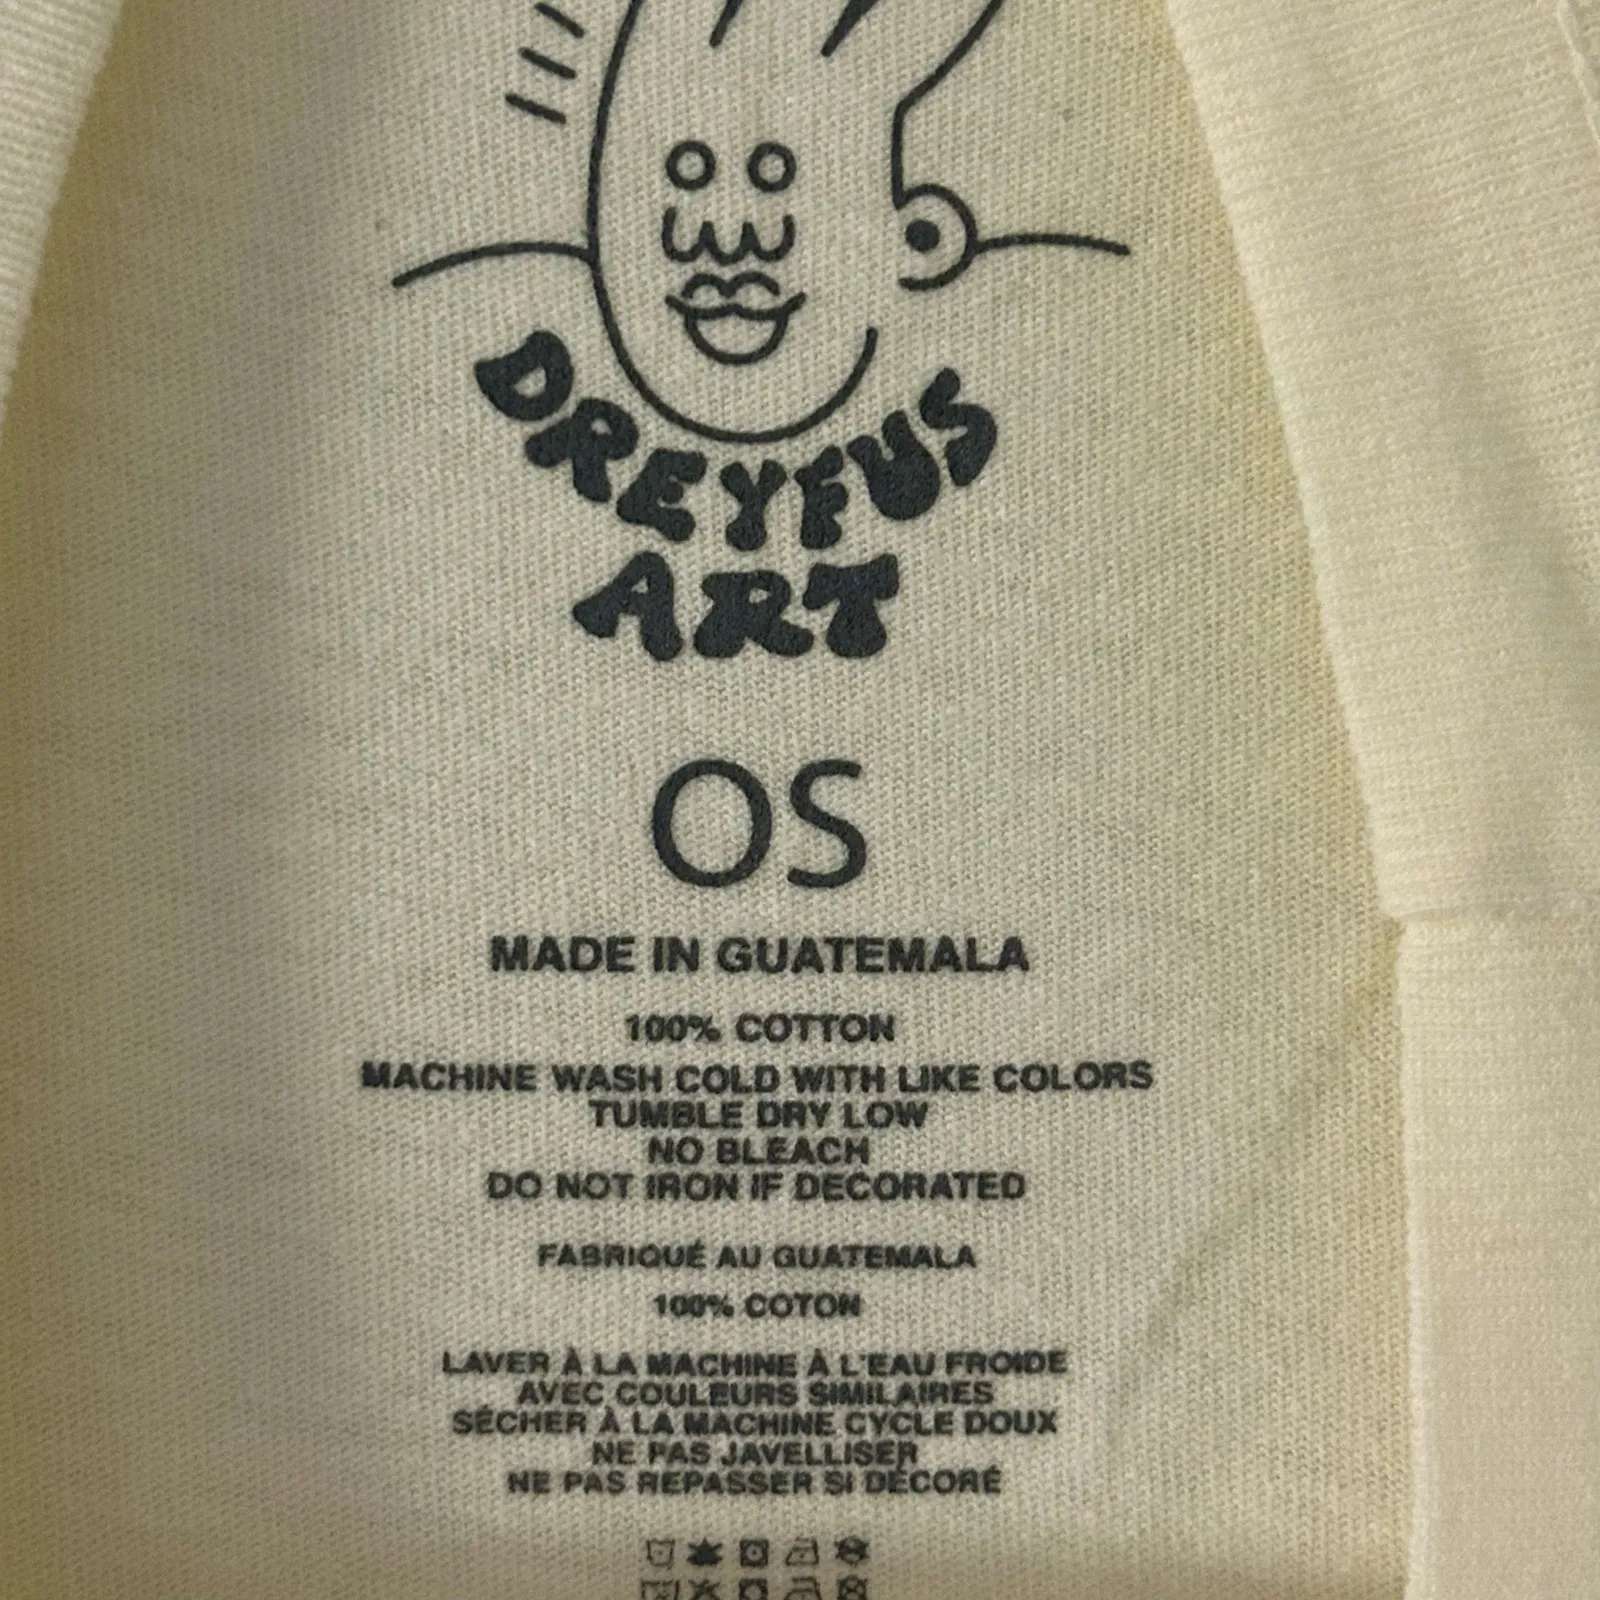 DREYFUS
ART
OS
MADE IN GUATEMALA
100% COTTON
MACHINE WASH COLD WITH LIKE COLORS
TUMBLE DRY LOW
NO BLEACH
DO NOT IRON IF DECORATED
FABRIQUÉ AU GUATEMALA
100% COTON
LAVER À LA MACHINE À L'EAU FROIDE
AVEC COULEURS SIMILAIRES
SÉCHER À LA MACHINE CYCLE DOUX
NE PAS JAVELLISER
NE PAS REPASSER SI DÉCORÉ